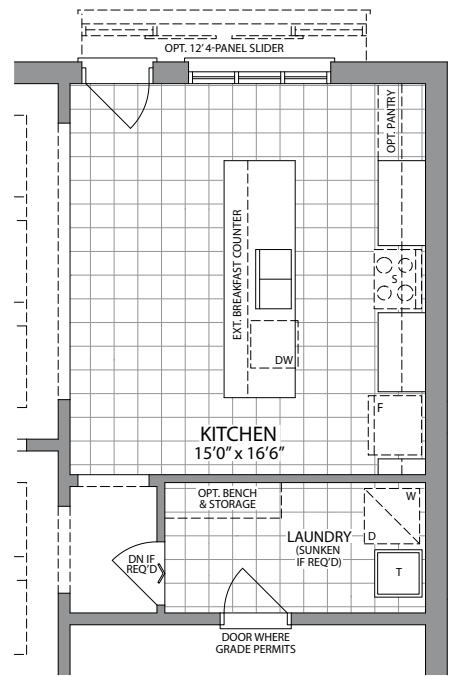 OPT. 12' 4-PANEL SLIDER
OPT. PANTRY
EXT. BREAKFAST COUNTER
S
DW
F
KITCHEN
15'0" x 16'6"
OPT. BENCH
& STORAGE
W
D
LAUNDRY
(SUNKEN
IF REQ'D)
DN IF
REQ'D
T
DOOR WHERE
GRADE PERMITS